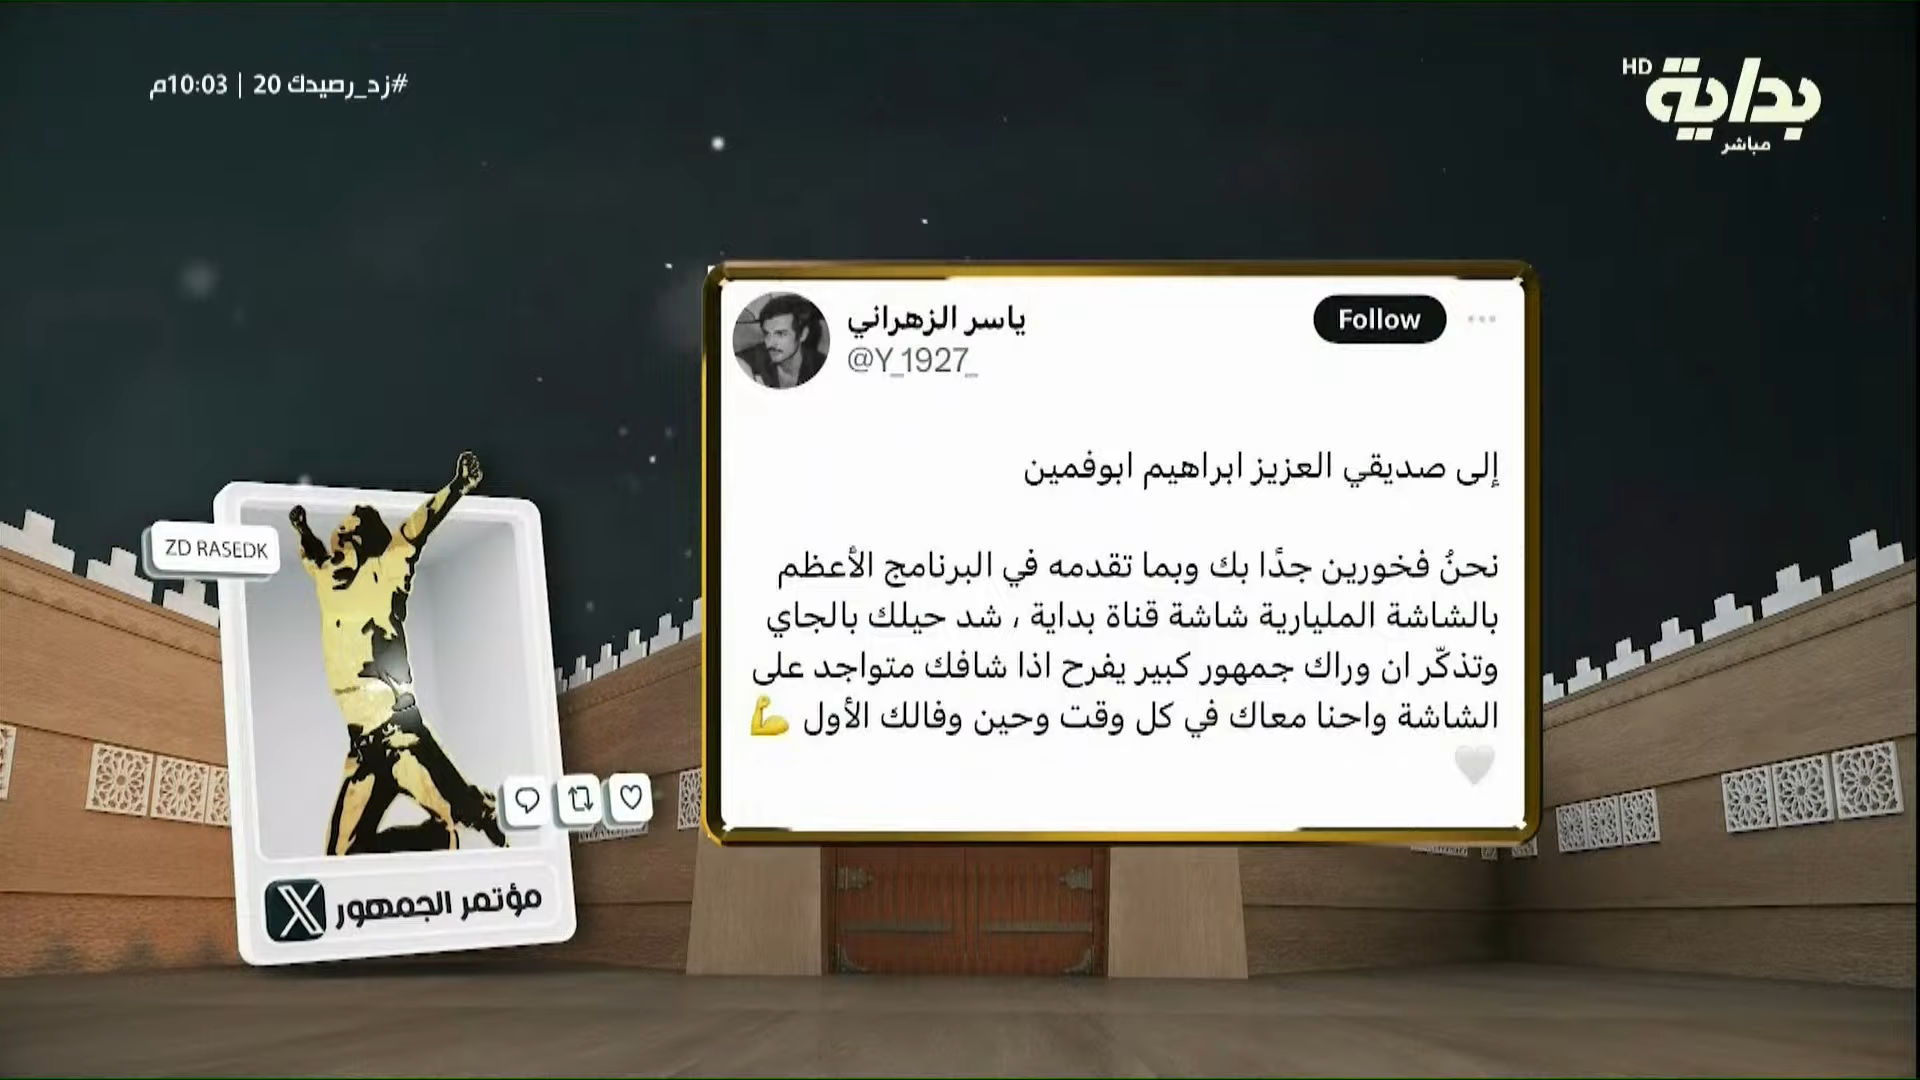 #زد_رصيدك 20 | 10:03م
HD
بداية
مباشر
ياسر الزهراني
@Y_1927_
Follow
إلى صديقي العزيز ابراهيم ابوفمين
نحنُ فخورين جدًا بك وبما تقدمه في البرنامج الأعظم
بالشاشة المليارية شاشة قناة بداية ، شد حيلك بالجاي
وتذكّر ان وراك جمهور كبير يفرح اذا شافك متواجد على
الشاشة واحنا معاك في كل وقت وحين وفالك الأول 💪
🤍
ZD RASEDK
مؤتمر الجمهور X